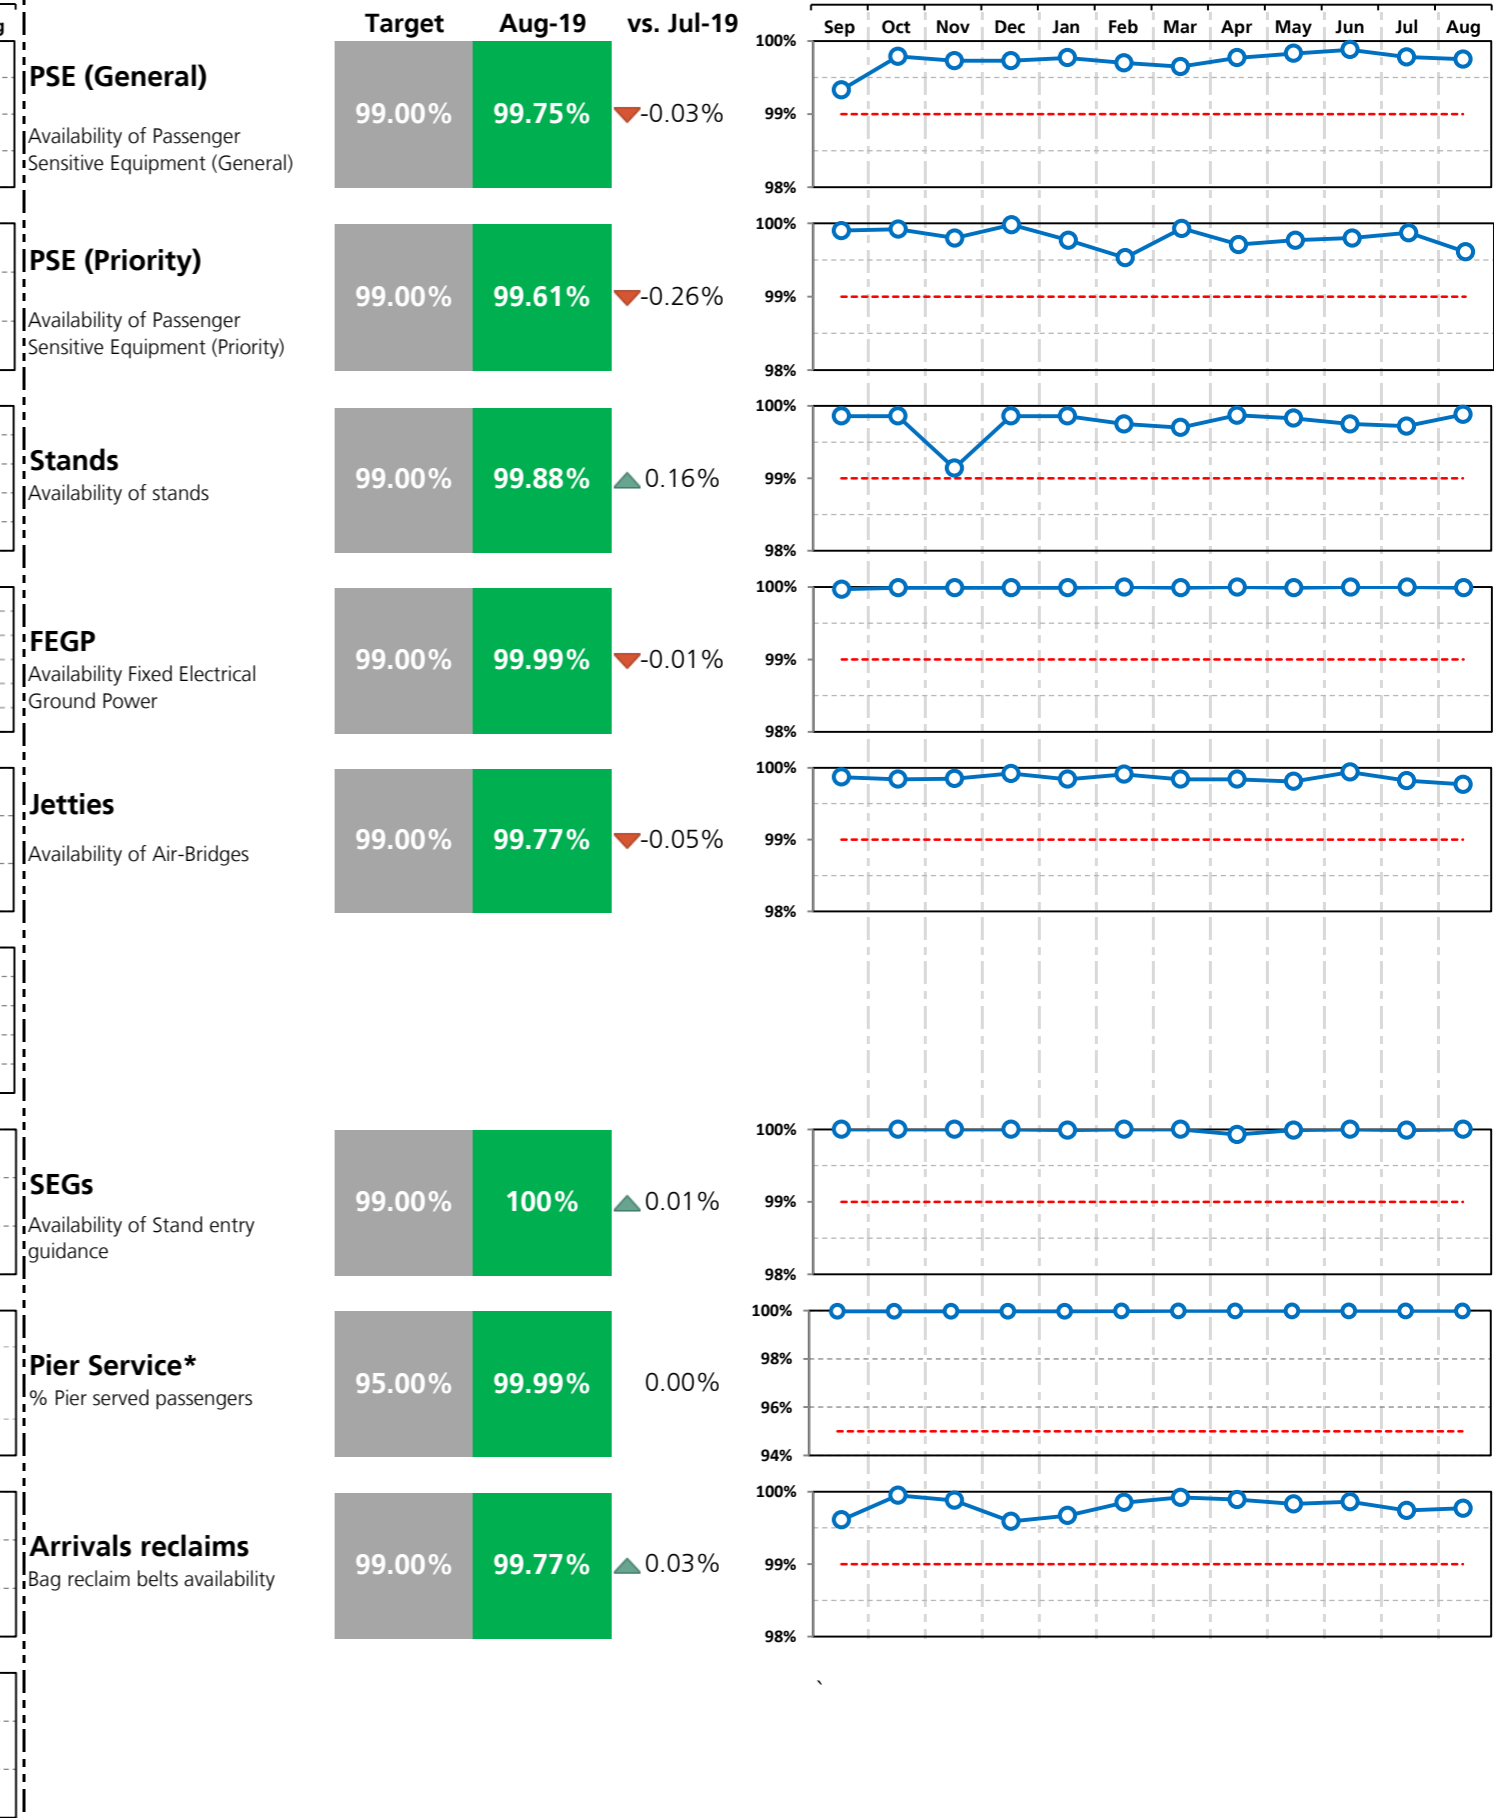 Target Aug-19 vs. Jul-19
Sep Oct Nov Dec Jan Feb Mar Apr May Jun Jul Aug
PSE (General)
Availability of Passenger
Sensitive Equipment (General)
99.00% 99.75% -0.03%
100%
99%
98%
PSE (Priority)
Availability of Passenger
Sensitive Equipment (Priority)
99.00% 99.61% -0.26%
100%
99%
98%
Stands
Availability of stands
99.00% 99.88% 0.16%
100%
99%
98%
FEGP
Availability Fixed Electrical
Ground Power
99.00% 99.99% -0.01%
100%
99%
98%
Jetties
Availability of Air-Bridges
99.00% 99.77% -0.05%
100%
99%
98%
SEGs
Availability of Stand entry
guidance
99.00% 100% 0.01%
100%
99%
98%
Pier Service*
% Pier served passengers
95.00% 99.99% 0.00%
100%
98%
96%
94%
Arrivals reclaims
Bag reclaim belts availability
99.00% 99.77% 0.03%
100%
99%
98%
`